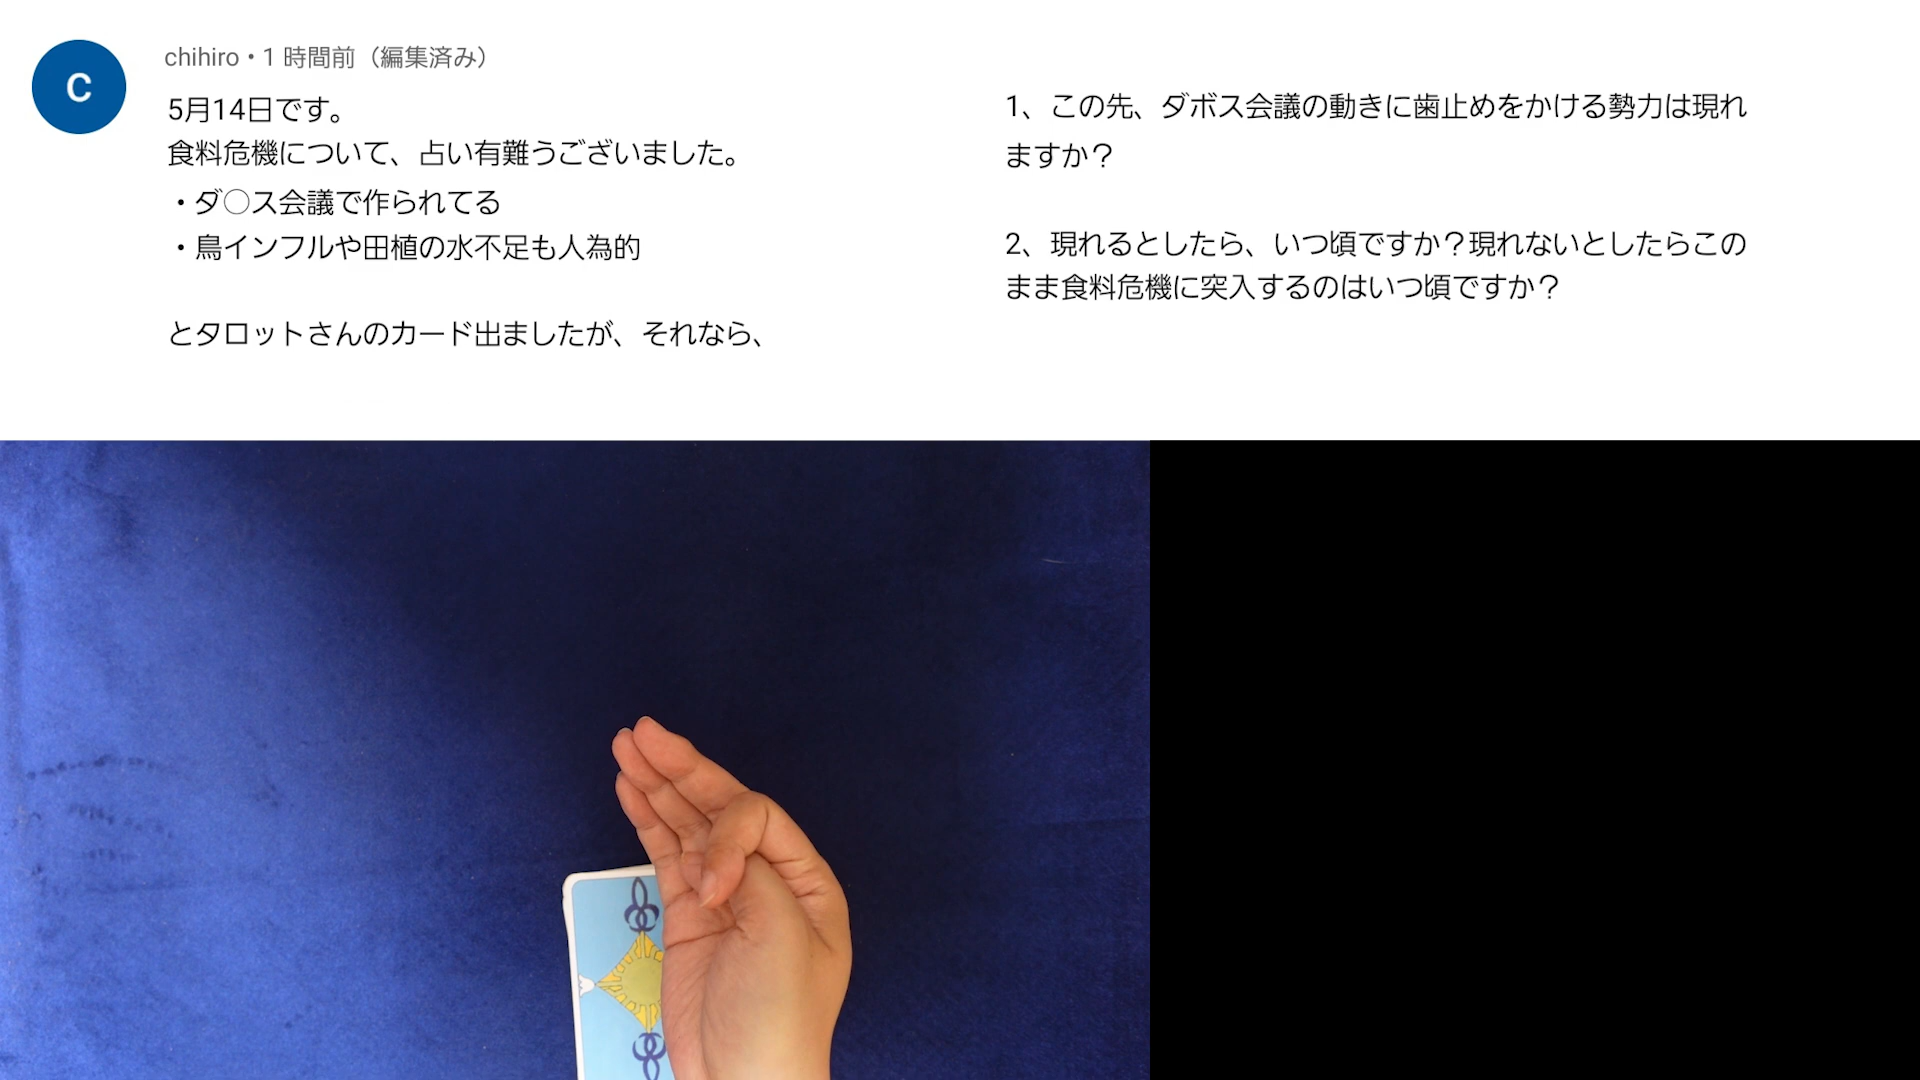 C
chihiro • 1 時間前（編集済み）
5月14日です。
食料危機について、占い有難うございました。
・ダ〇ス会議で作られてる
・鳥インフルや田植の水不足も人為的
とタロットさんのカード出ましたが、それなら、
1、この先、ダボス会議の動きに歯止めをかける勢力は現れ
ますか？
2、現れるとしたら、いつ頃ですか？現れないとしたらこの
まま食料危機に突入するのはいつ頃ですか？